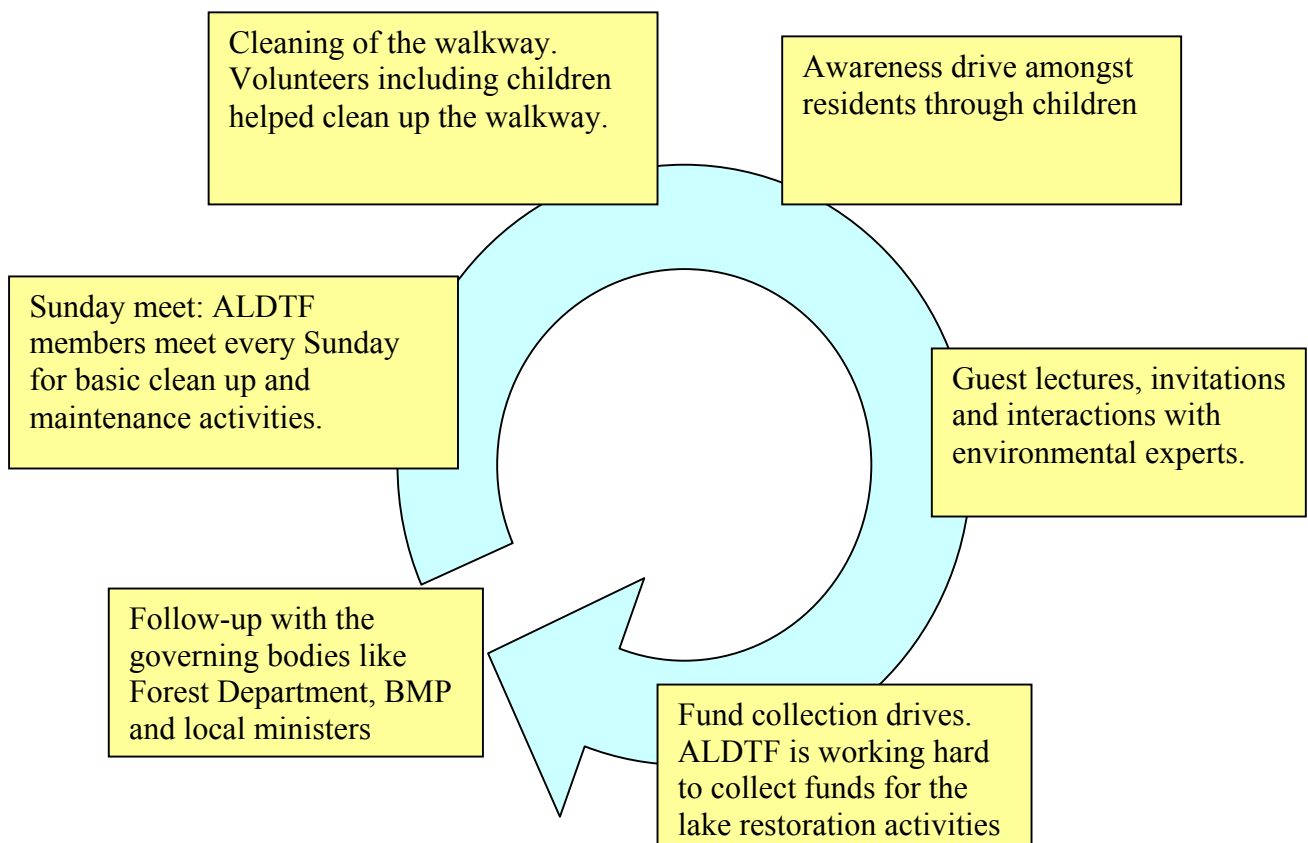 Cleaning of the walkway.
Volunteers including children
helped clean up the walkway.
Awareness drive amongst
residents through children
Sunday meet: ALDTF
members meet every Sunday
for basic clean up and
maintenance activities.
Guest lectures, invitations
and interactions with
environmental experts.
Follow-up with the
governing bodies like
Forest Department, BMP
and local ministers
Fund collection drives.
ALDTF is working hard
to collect funds for the
lake restoration activities